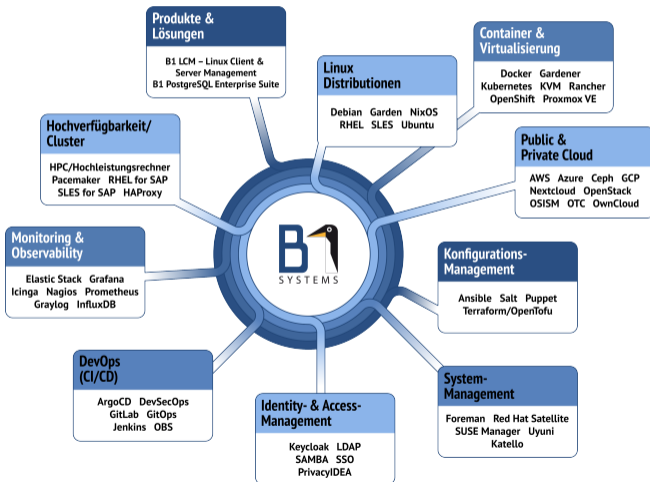 Produkte &
Lösungen
B1 LCM – Linux Client &
Server Management
B1 PostgreSQL Enterprise Suite
Linux
Distributionen
Debian Garden NixOS
RHEL SLES Ubuntu
Container &
Virtualisierung
Docker Gardener
Kubernetes KVM Rancher
OpenShift Proxmox VE
Hochverfügbarkeit/
Cluster
HPC/Hochleistungsrechner
Pacemaker RHEL for SAP
SLES for SAP HAProxy
Public &
Private Cloud
AWS Azure Ceph GCP
Nextcloud OpenStack
OSISM OTC OwnCloud
Monitoring &
Observability
Elastic Stack Grafana
Icinga Nagios Prometheus
Graylog InfluxDB
B1
SYSTEMS
Konfigurations-
Management
Ansible Salt Puppet
Terraform/OpenTofu
DevOps
(CI/CD)
ArgoCD DevSecOps
GitLab GitOps
Jenkins OBS
Identity- & Access-
Management
Keycloak LDAP
SAMBA SSO
PrivacyIDEA
System-
Management
Foreman Red Hat Satellite
SUSE Manager Uyuni
Katello